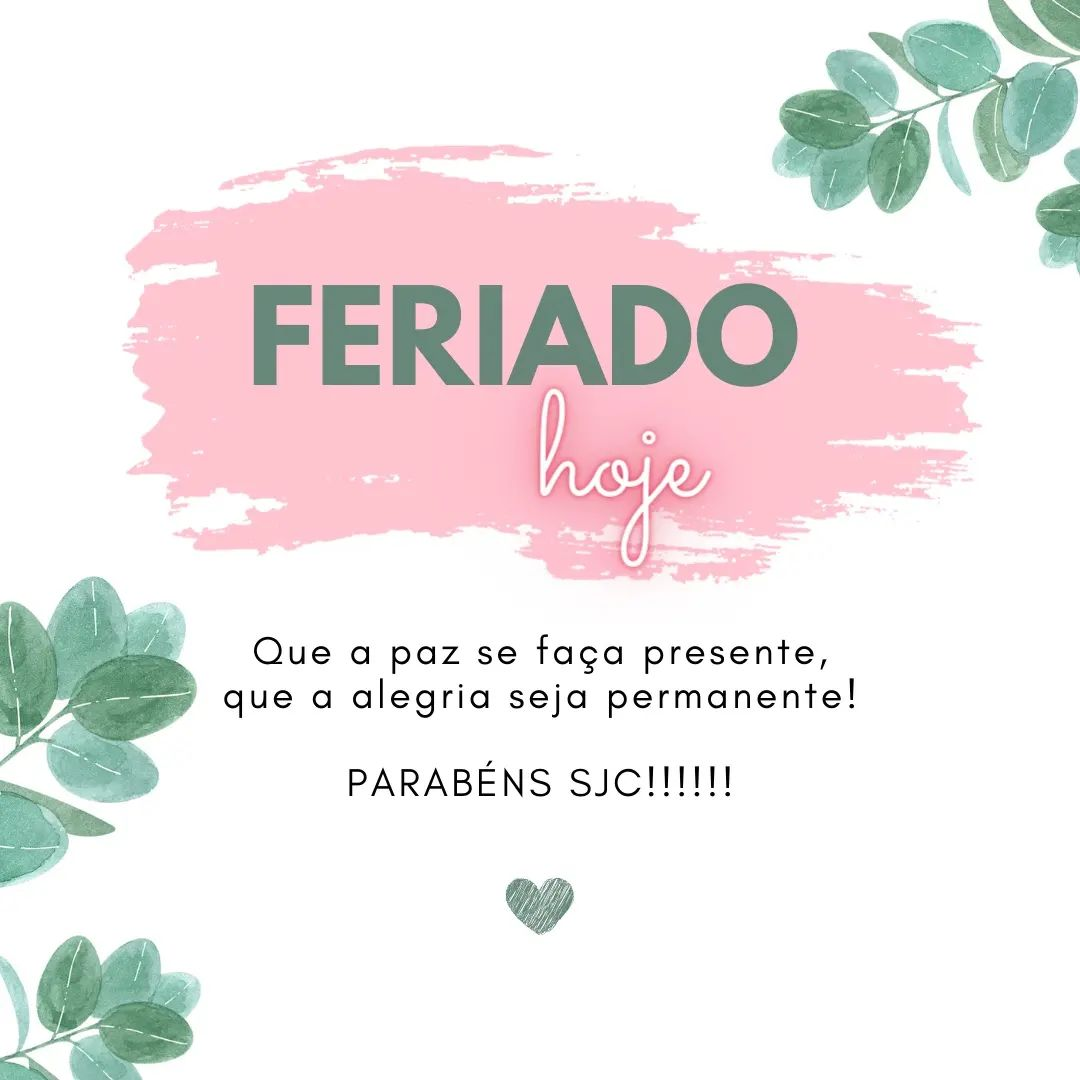 FERIADO
hoje
Que a paz se faça presente,
que a alegria seja permanente!
PARABÉNS SJC!!!!!!